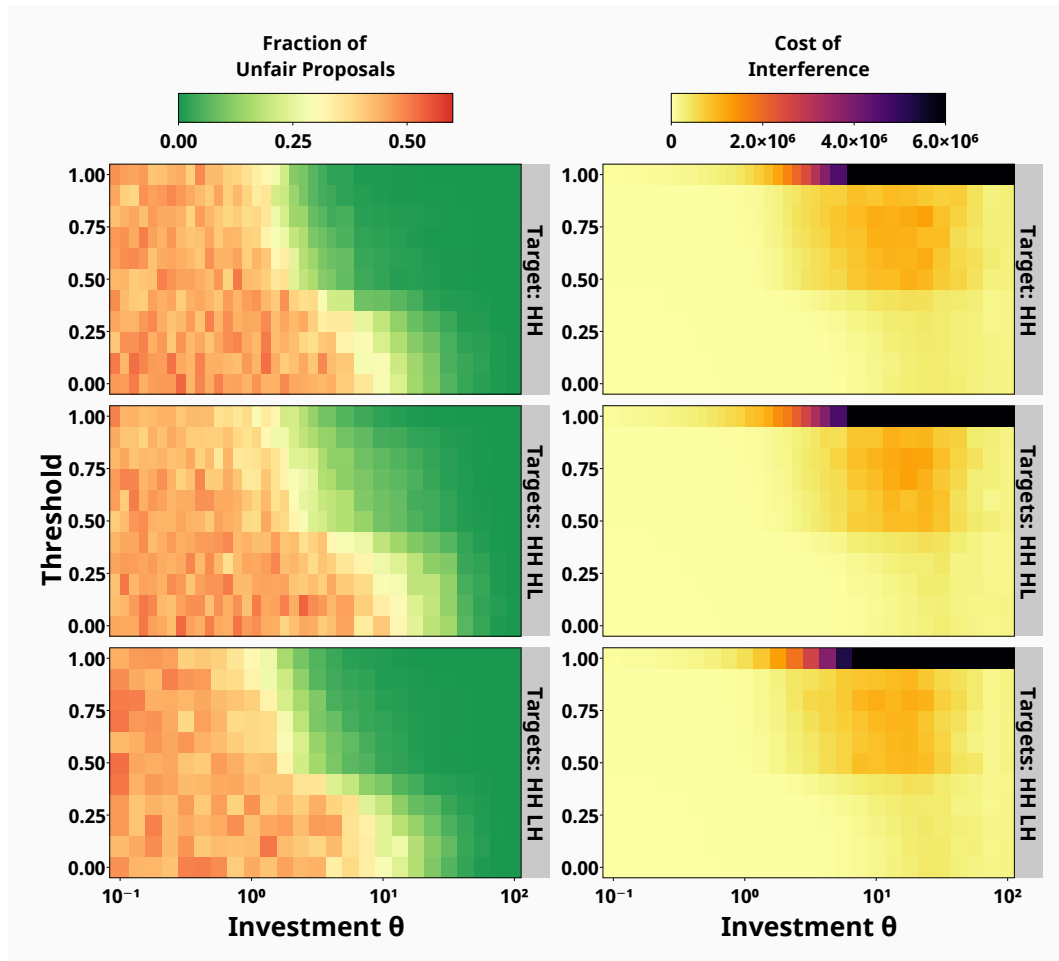 Fraction of
Unfair Proposals
0.00 0.25 0.50
Cost of
Interference
0 2.0×10⁶ 4.0×10⁶ 6.0×10⁶
Threshold
1.00
0.75
0.50
0.25
0.00
Target: HH
1.00
0.75
0.50
0.25
0.00
Target: HH
1.00
0.75
0.50
0.25
0.00
Targets: HH HL
1.00
0.75
0.50
0.25
0.00
Targets: HH HL
1.00
0.75
0.50
0.25
0.00
Targets: HH LH
1.00
0.75
0.50
0.25
0.00
Targets: HH LH
10⁻¹ 10⁰ 10¹ 10²
Investment θ
10⁻¹ 10⁰ 10¹ 10²
Investment θ